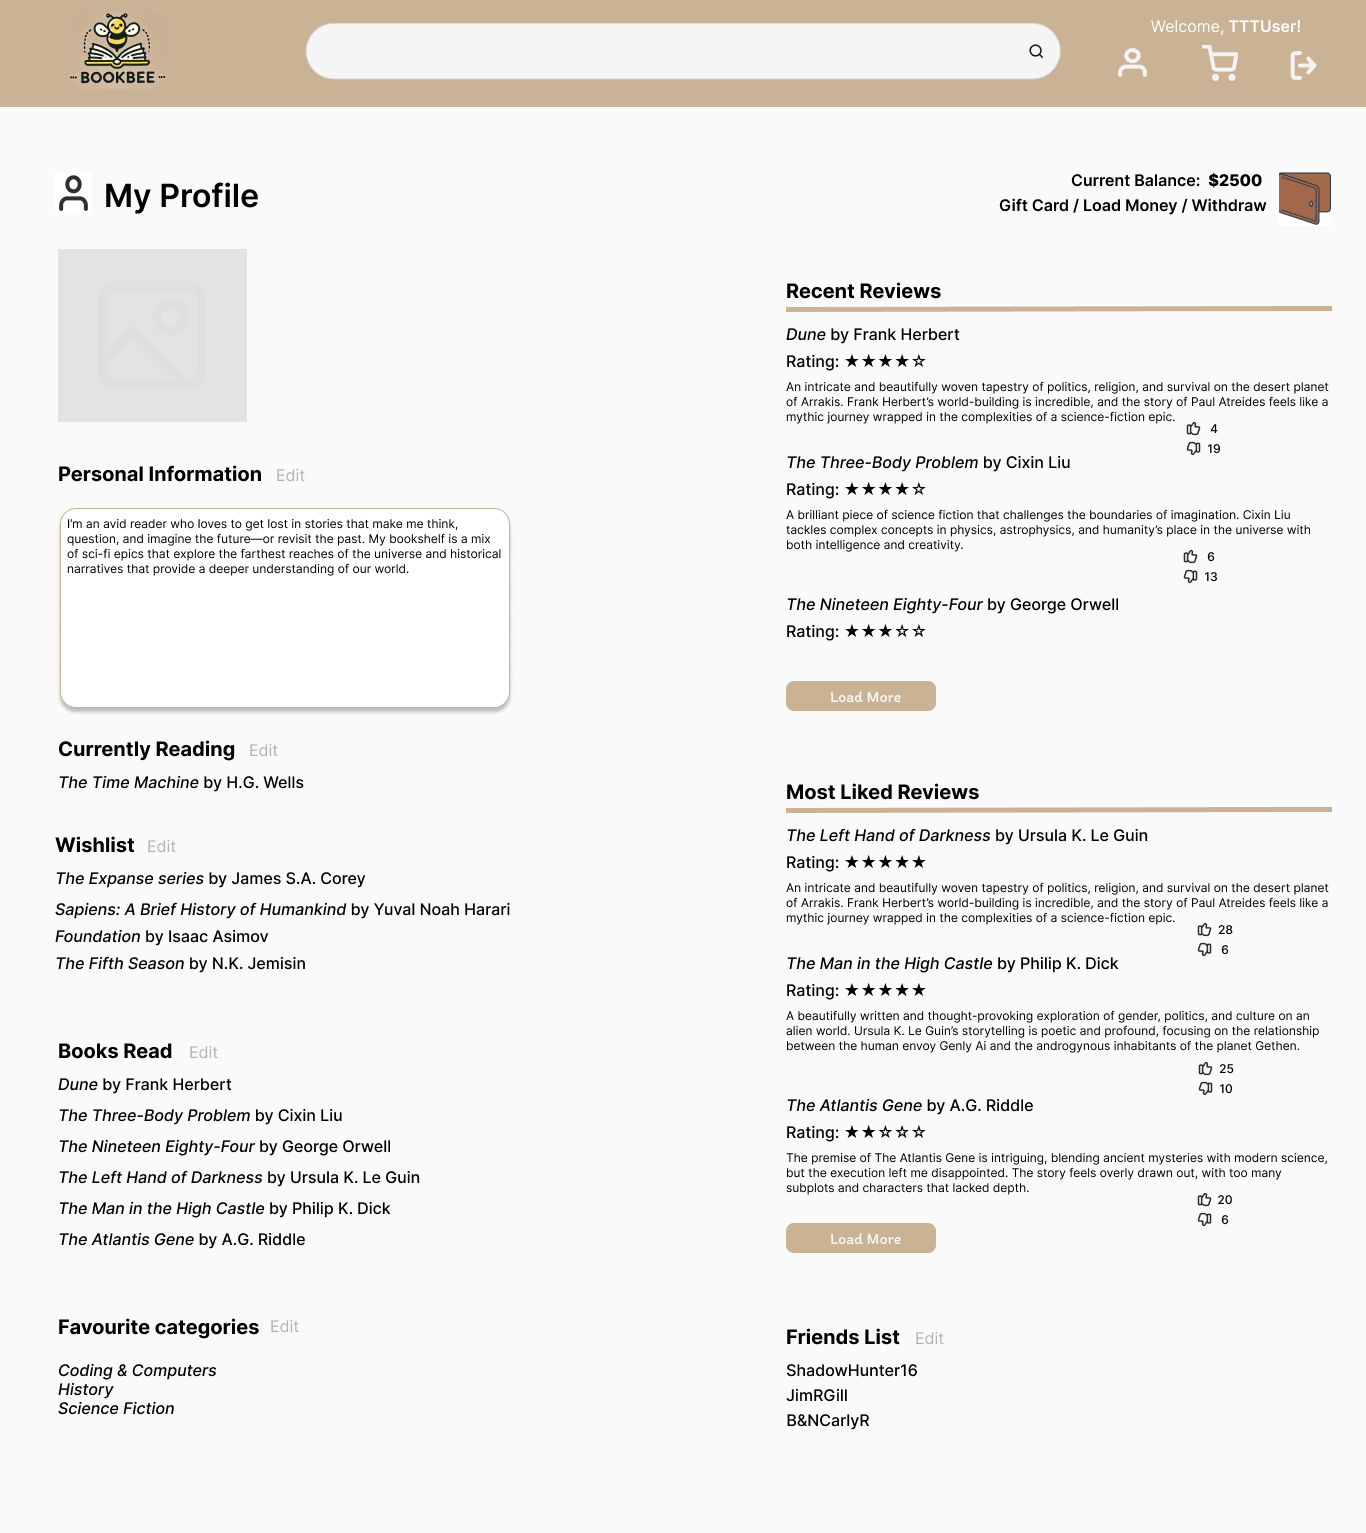 BOOKBEE
Welcome, TTTUser!
My Profile
Current Balance: $2500
Gift Card / Load Money / Withdraw
Personal Information Edit
I'm an avid reader who loves to get lost in stories that make me think,
question, and imagine the future—or revisit the past. My bookshelf is a mix
of sci-fi epics that explore the farthest reaches of the universe and historical
narratives that provide a deeper understanding of our world.
Currently Reading Edit
The Time Machine by H.G. Wells
Wishlist Edit
The Expanse series by James S.A. Corey
Sapiens: A Brief History of Humankind by Yuval Noah Harari
Foundation by Isaac Asimov
The Fifth Season by N.K. Jemisin
Books Read Edit
Dune by Frank Herbert
The Three-Body Problem by Cixin Liu
The Nineteen Eighty-Four by George Orwell
The Left Hand of Darkness by Ursula K. Le Guin
The Man in the High Castle by Philip K. Dick
The Atlantis Gene by A.G. Riddle
Favourite categories Edit
Coding & Computers
History
Science Fiction
Recent Reviews
Dune by Frank Herbert
Rating: ★★★★☆
An intricate and beautifully woven tapestry of politics, religion, and survival on the desert planet
of Arrakis. Frank Herbert's world-building is incredible, and the story of Paul Atreides feels like a
mythic journey wrapped in the complexities of a science-fiction epic.
4
19
The Three-Body Problem by Cixin Liu
Rating: ★★★★☆
A brilliant piece of science fiction that challenges the boundaries of imagination. Cixin Liu
tackles complex concepts in physics, astrophysics, and humanity's place in the universe with
both intelligence and creativity.
6
13
The Nineteen Eighty-Four by George Orwell
Rating: ★★★☆☆
Load More
Most Liked Reviews
The Left Hand of Darkness by Ursula K. Le Guin
Rating: ★★★★★
An intricate and beautifully woven tapestry of politics, religion, and survival on the desert planet
of Arrakis. Frank Herbert's world-building is incredible, and the story of Paul Atreides feels like a
mythic journey wrapped in the complexities of a science-fiction epic.
28
6
The Man in the High Castle by Philip K. Dick
Rating: ★★★★★
A beautifully written and thought-provoking exploration of gender, politics, and culture on an
alien world. Ursula K. Le Guin's storytelling is poetic and profound, focusing on the relationship
between the human envoy Genly Ai and the androgynous inhabitants of the planet Gethen.
25
10
The Atlantis Gene by A.G. Riddle
Rating: ★★☆☆☆
The premise of The Atlantis Gene is intriguing, blending ancient mysteries with modern science,
but the execution left me disappointed. The story feels overly drawn out, with too many
subplots and characters that lacked depth.
20
6
Load More
Friends List Edit
ShadowHunter16
JimRGill
B&NCarlyR